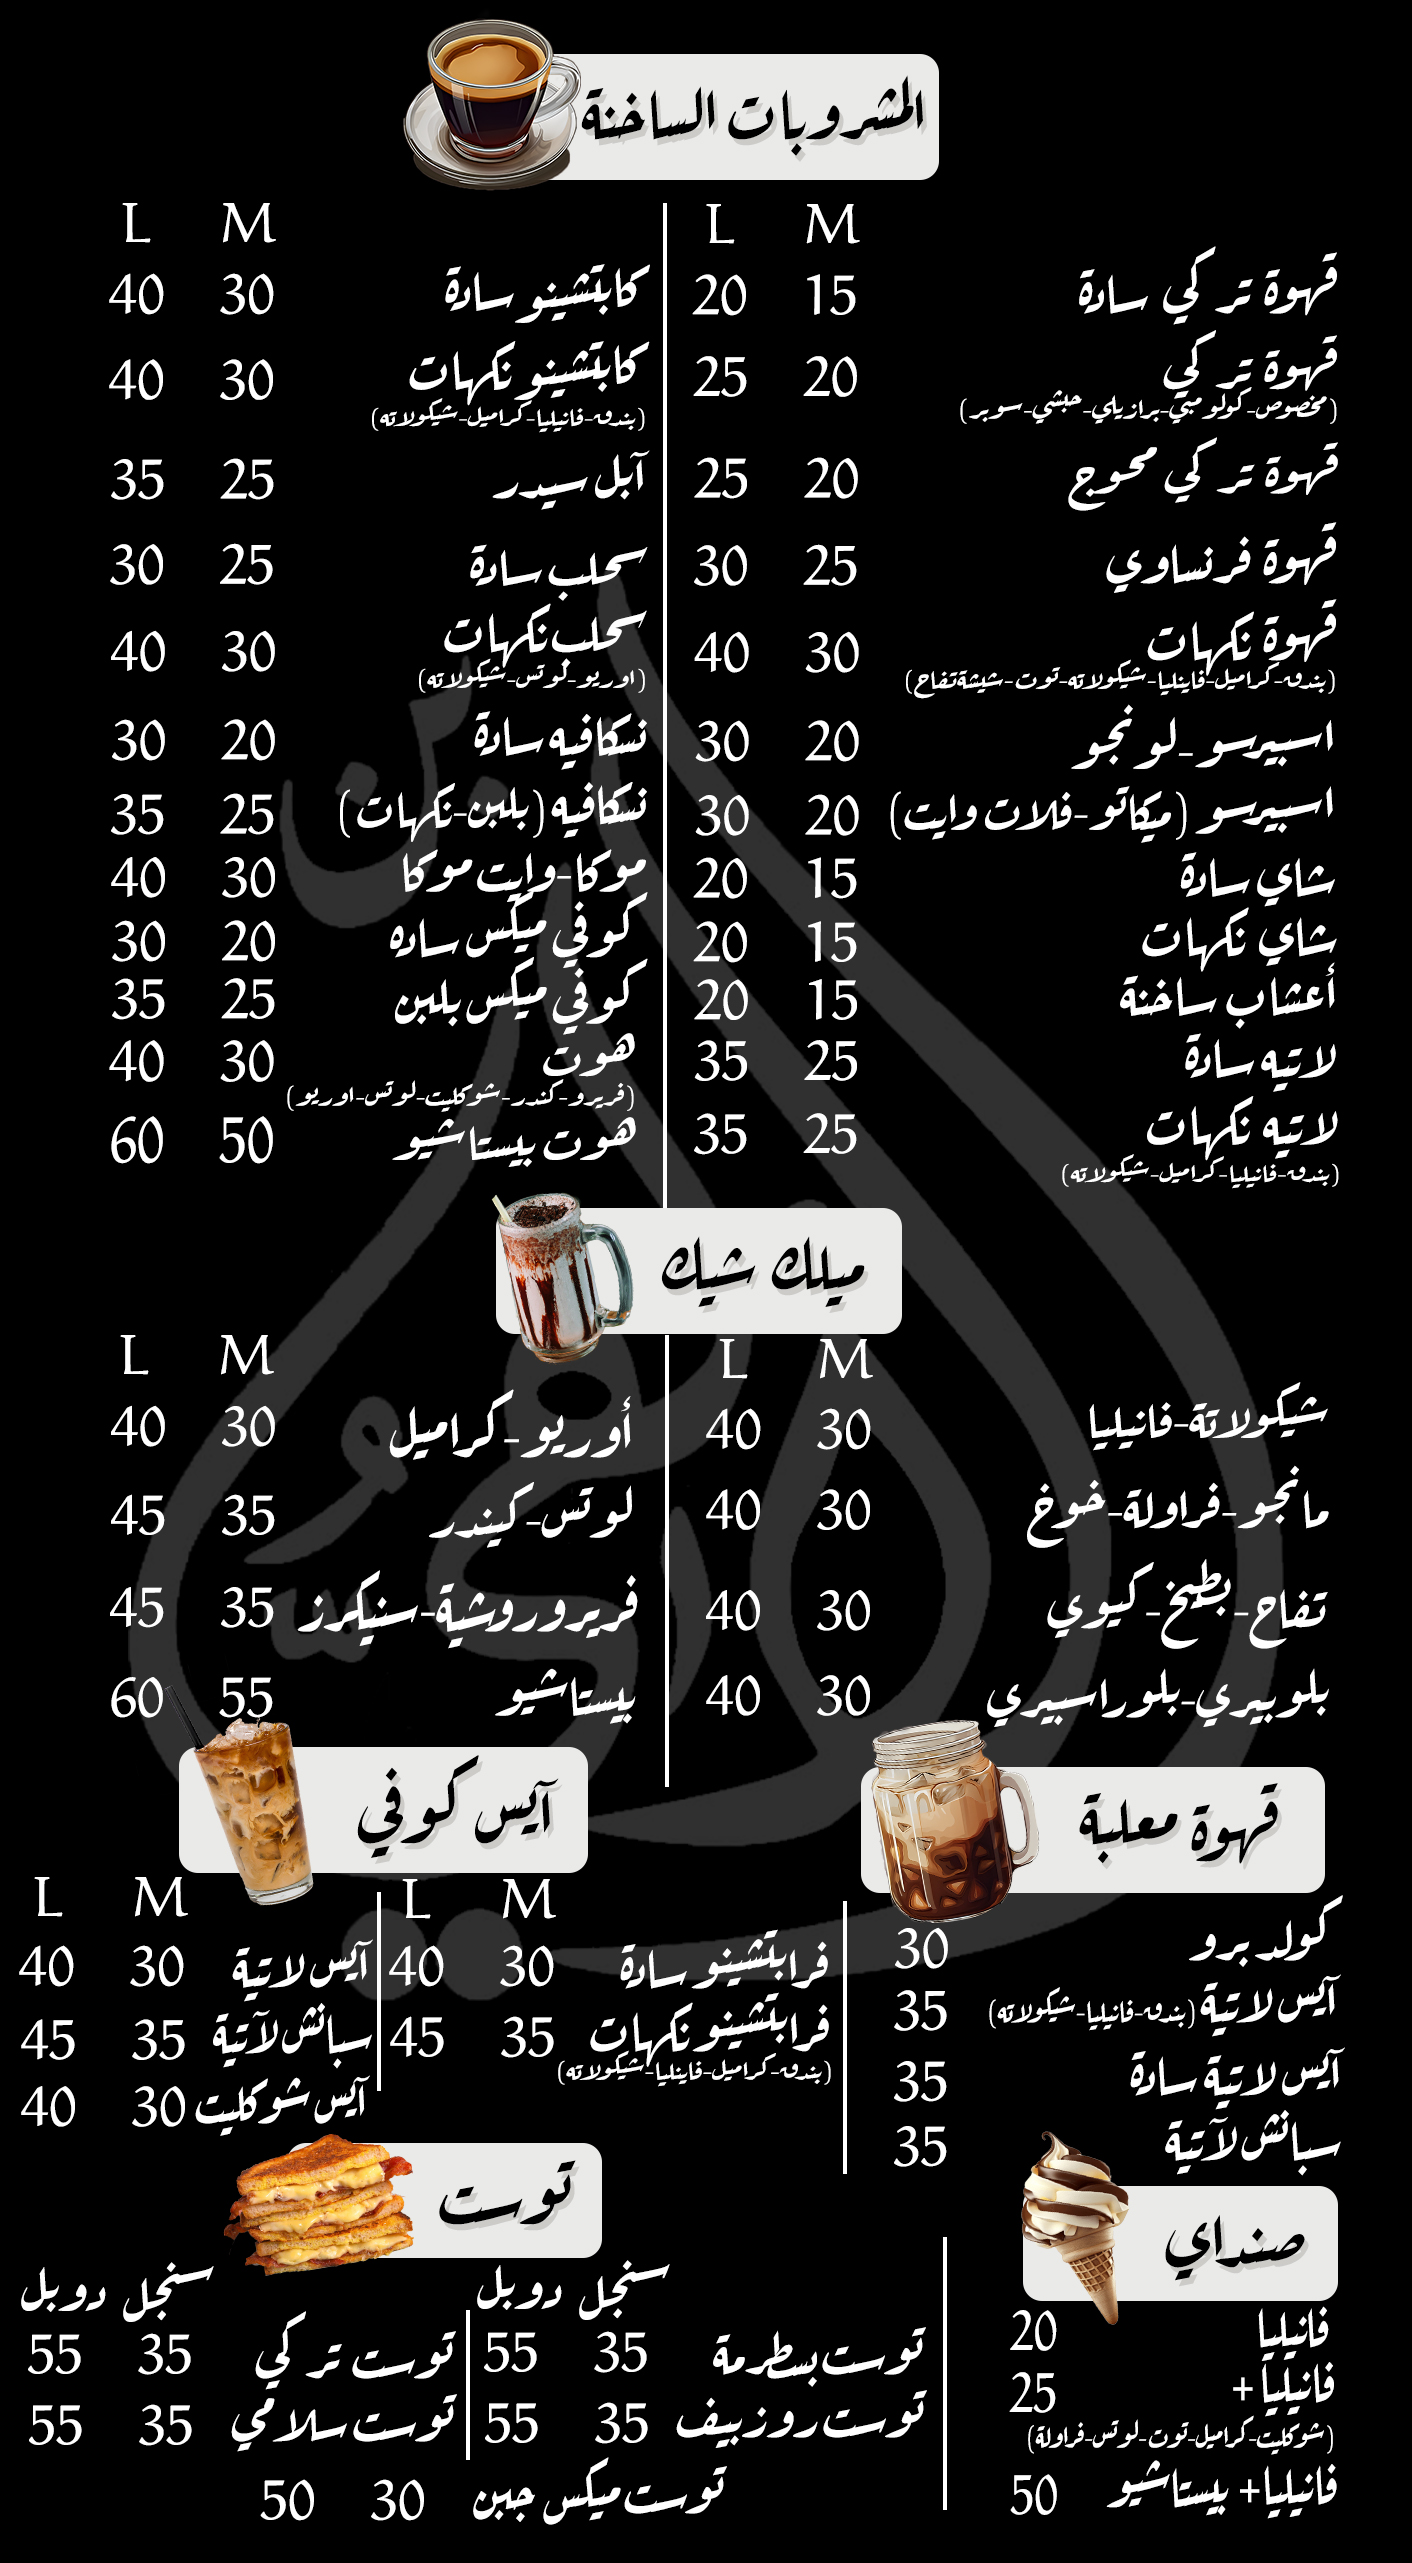 المشروبات الساخنة
M L
قهوة تركي سادة 15 20
قهوة تركي 20 25
(مخصوص-كولومبي-برازيلي-حبشي-سوبر)
قهوة تركي محوج 20 25
قهوة فرنساوي 25 30
قهوة نكهات 30 40
(بندق-كراميل-فاينليا-شيكولاته-توت-شيشةتفاح)
اسبيرسو-لونجو 20 30
اسبيرسو (ميكاتو-فلات وايت) 20 30
شاي سادة 15 20
شاي نكهات 15 20
أعشاب ساخنة 15 20
لاتيه سادة 25 35
لاتيه نكهات 25 35
(بندق-فانيليا-كراميل-شيكولاته)
M L
كابتشينو سادة 30 40
كابتشينو نكهات 30 40
(بندق-فانيليا-كراميل-شيكولاته)
آبل سيدر 25 35
سحلب سادة 25 30
سحلب نكهات 30 40
(اوريو-لوتس-شيكولاته)
نسكافيه سادة 20 30
نسكافيه (بلبن-نكهات) 25 35
موكا-وايت موكا 30 40
كوفي ميكس ساده 20 30
كوفي ميكس بلبن 25 35
هوت 30 40
(فريرو-كندر-شوكليت-لوتس-اوريو)
هوت بيستاشيو 50 60
ميلك شيك
M L
شيكولاتة-فانيليا 30 40
مانجو-فراولة-خوخ 30 40
تفاح-بطيخ-كيوي 30 40
بلوبيري-بلوراسبيري 30 40
M L
أوريو-كراميل 30 40
لوتس-كيندر 35 45
فريروروشية-سنيكرز 35 45
بيستاشيو 55 60
قهوة معلبة
كولد برو 30
آيس لاتية (بندق-فانيليا-شيكولاته) 35
آيس لاتية سادة 35
سبانش لآتية 35
آيس كوفي
M L
فرابتشينو سادة 30 40
فرابتشينو نكهات 35 45
(بندق-كراميل-فاينليا-شيكولاته)
M L
آيس لاتية 30 40
سبانش لآتية 35 45
آيس شوكليت 30 40
صنداي
فانيليا 20
فانيليا+ 25
(شوكليت-كراميل-توت-لوتس-فراولة)
فانيليا+ بيستاشيو 50
توست
سنجل دوبل
توست بسطرمة 35 55
توست روزبيف 35 55
سنجل دوبل
توست تركي 35 55
توست سلامي 35 55
توست ميكس جبن 30 50